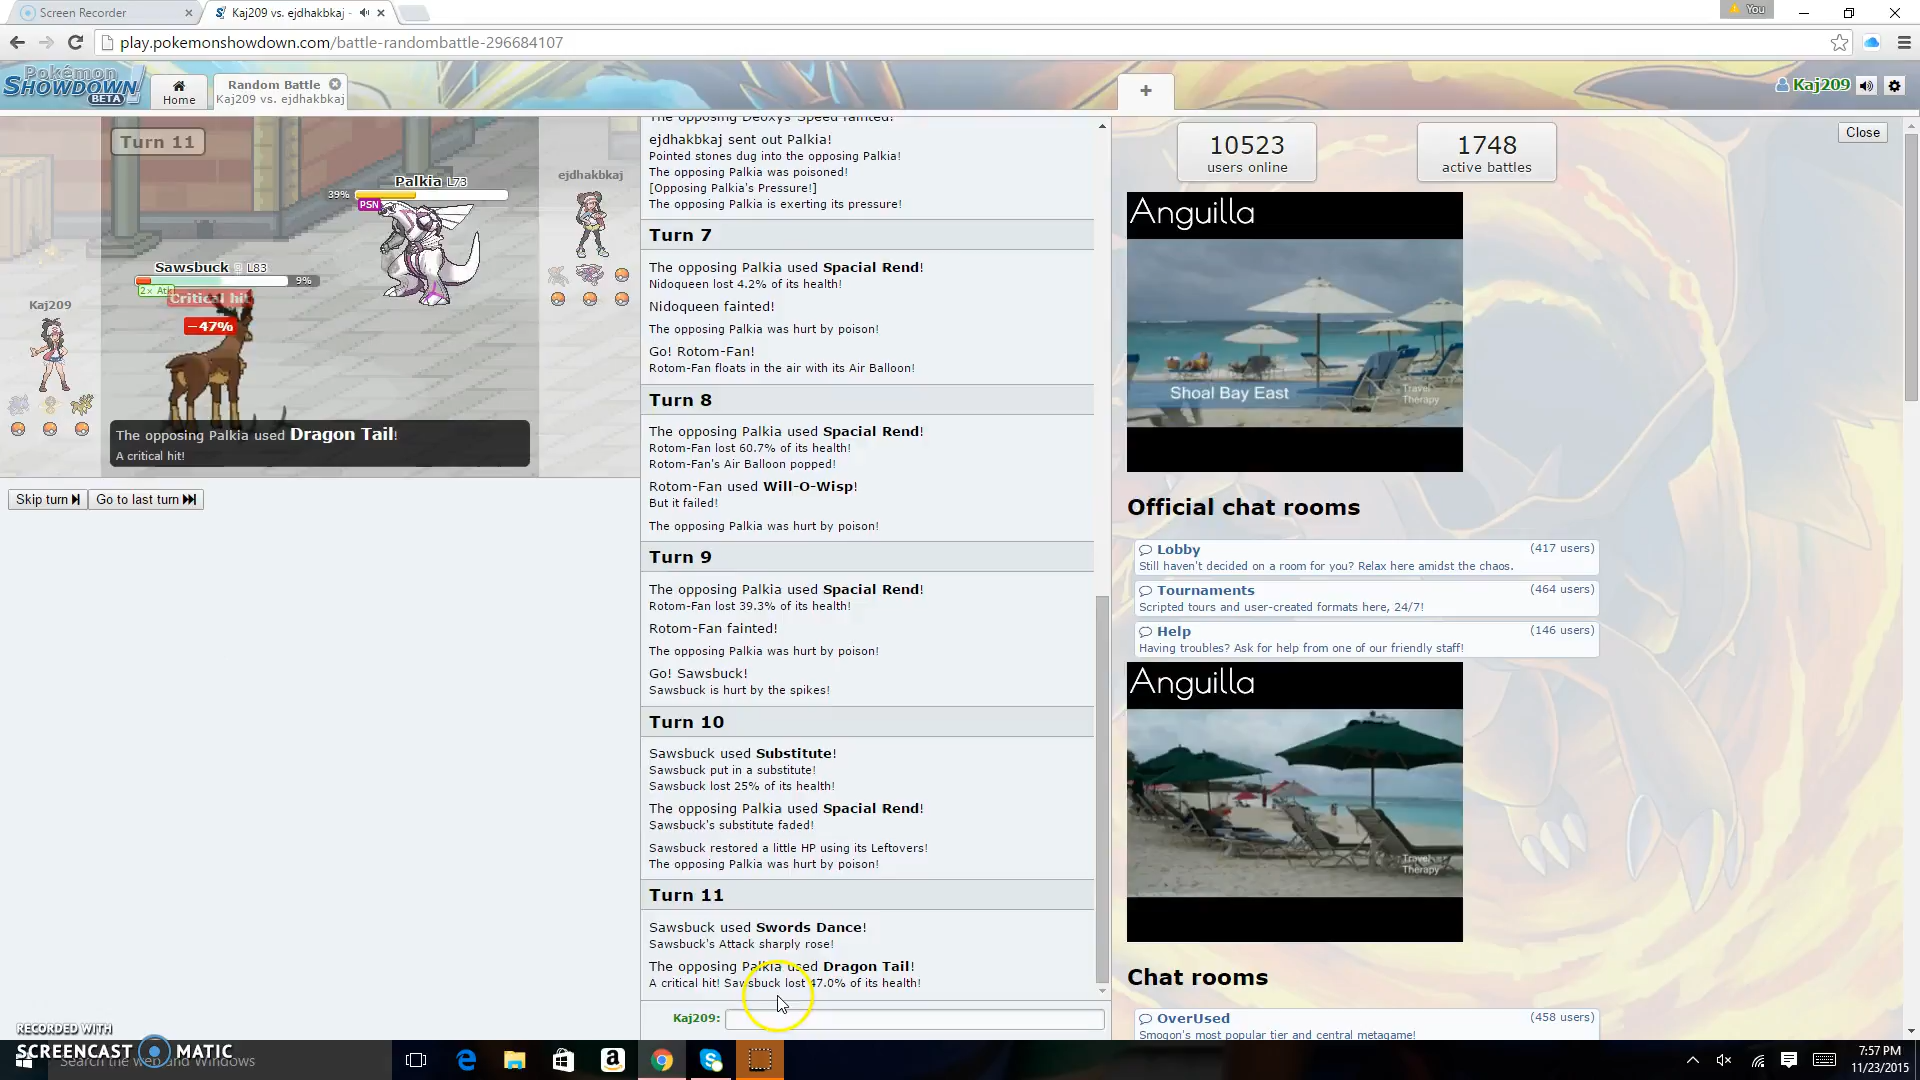 Screen Recorder
Kaj209 vs. ejdhakbkaj -
You
play.pokemonshowdown.com/battle-randombattle-296684107
Pokémon
SHOWDOWN
BETA
Home
Random Battle
Kaj209 vs. ejdhakbkaj
+
Kaj209
Turn 11
Palkia L73
39%
PSN
Sawsbuck L83
9%
2× Atk
Critical hit
−47%
ejdhakbkaj
Kaj209
The opposing Palkia used Dragon Tail!
A critical hit!
Skip turn
Go to last turn
The opposing Deoxys-Speed fainted!
ejdhakbkaj sent out Palkia!
Pointed stones dug into the opposing Palkia!
The opposing Palkia was poisoned!
[Opposing Palkia's Pressure!]
The opposing Palkia is exerting its pressure!
Turn 7
The opposing Palkia used Spacial Rend!
Nidoqueen lost 4.2% of its health!
Nidoqueen fainted!
The opposing Palkia was hurt by poison!
Go! Rotom-Fan!
Rotom-Fan floats in the air with its Air Balloon!
Turn 8
The opposing Palkia used Spacial Rend!
Rotom-Fan lost 60.7% of its health!
Rotom-Fan's Air Balloon popped!
Rotom-Fan used Will-O-Wisp!
But it failed!
The opposing Palkia was hurt by poison!
Turn 9
The opposing Palkia used Spacial Rend!
Rotom-Fan lost 39.3% of its health!
Rotom-Fan fainted!
The opposing Palkia was hurt by poison!
Go! Sawsbuck!
Sawsbuck is hurt by the spikes!
Turn 10
Sawsbuck used Substitute!
Sawsbuck put in a substitute!
Sawsbuck lost 25% of its health!
The opposing Palkia used Spacial Rend!
Sawsbuck's substitute faded!
Sawsbuck restored a little HP using its Leftovers!
The opposing Palkia was hurt by poison!
Turn 11
Sawsbuck used Swords Dance!
Sawsbuck's Attack sharply rose!
The opposing Palkia used Dragon Tail!
A critical hit! Sawsbuck lost 47.0% of its health!
Kaj209:
10523
users online
1748
active battles
Close
Anguilla
Shoal Bay East
Travel
Therapy
Official chat rooms
Lobby (417 users)
Still haven't decided on a room for you? Relax here amidst the chaos.
Tournaments (464 users)
Scripted tours and user-created formats here, 24/7!
Help (146 users)
Having troubles? Ask for help from one of our friendly staff!
Anguilla
Travel
Therapy
Chat rooms
OverUsed (458 users)
Smogon's most popular tier and central metagame!
RECORDED WITH
SCREENCAST MATIC
Search the web and Windows
7:57 PM
11/23/2015